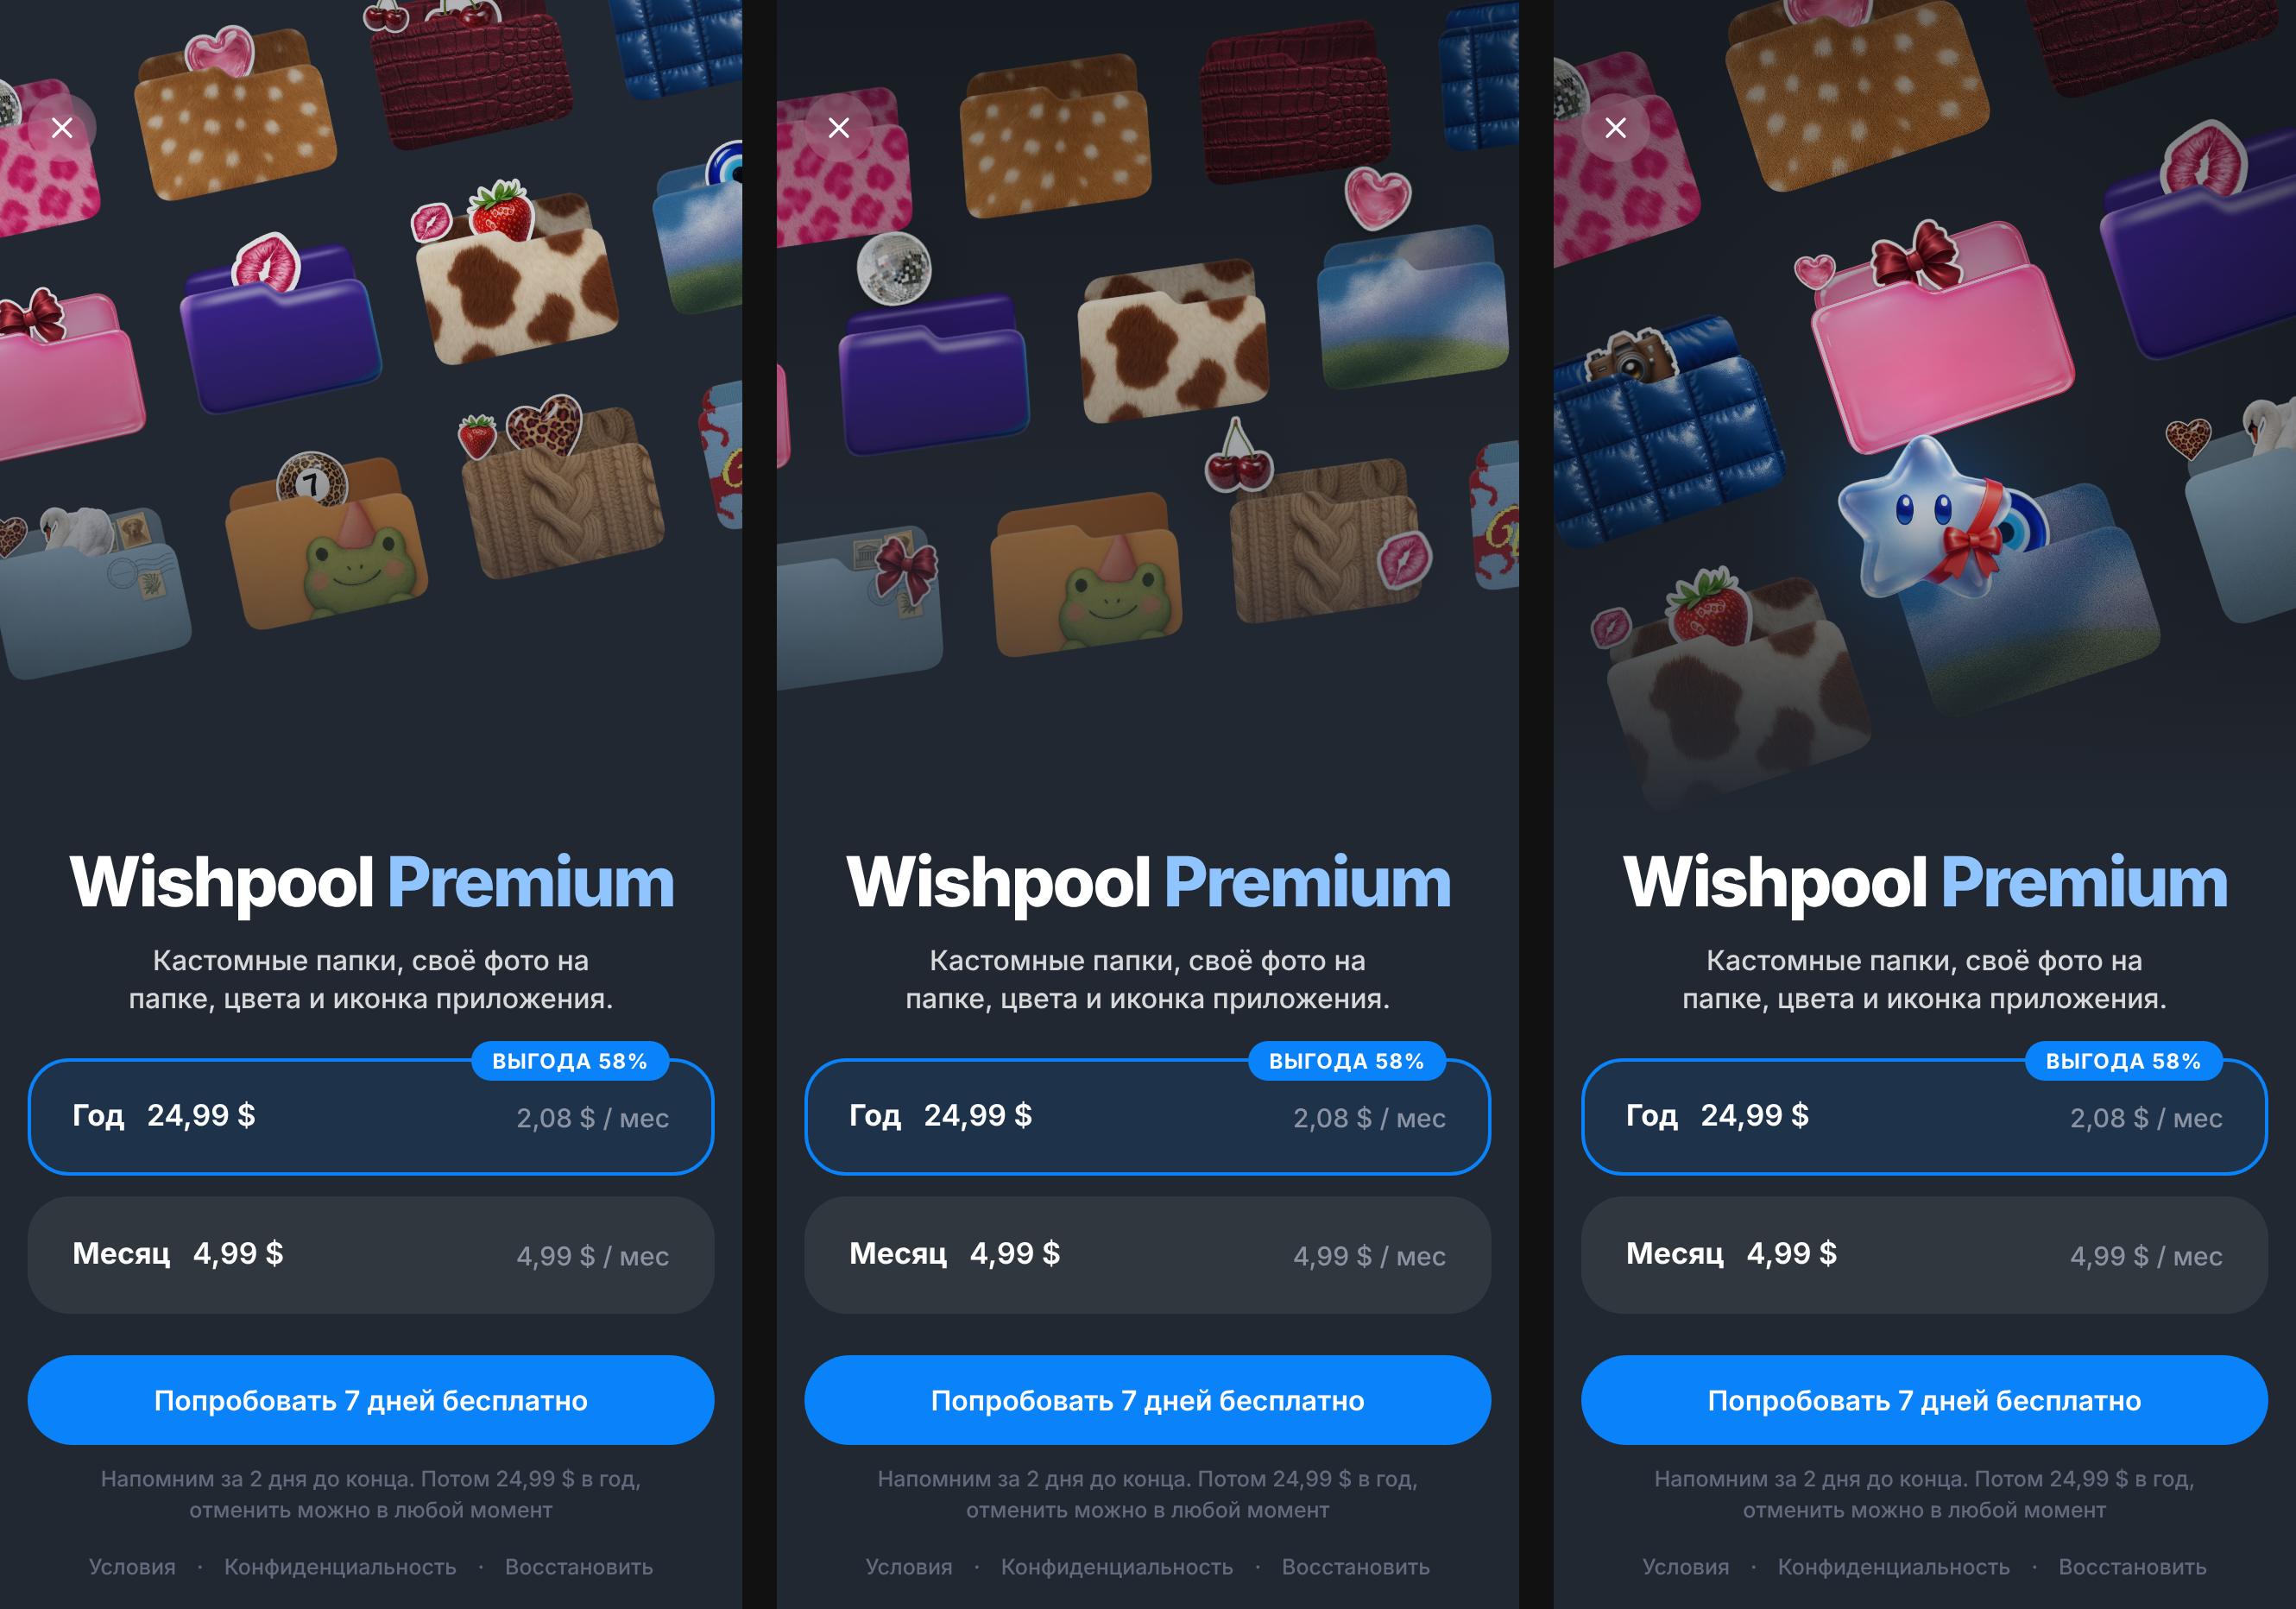 7
Wishpool Premium
Кастомные папки, своё фото на
папке, цвета и иконка приложения.
ВЫГОДА 58%
Год 24,99 $ 2,08 $ / мес
Месяц 4,99 $ 4,99 $ / мес
Попробовать 7 дней бесплатно
Напомним за 2 дня до конца. Потом 24,99 $ в год,
отменить можно в любой момент
Условия · Конфиденциальность · Восстановить
Wishpool Premium
Кастомные папки, своё фото на
папке, цвета и иконка приложения.
ВЫГОДА 58%
Год 24,99 $ 2,08 $ / мес
Месяц 4,99 $ 4,99 $ / мес
Попробовать 7 дней бесплатно
Напомним за 2 дня до конца. Потом 24,99 $ в год,
отменить можно в любой момент
Условия · Конфиденциальность · Восстановить
Wishpool Premium
Кастомные папки, своё фото на
папке, цвета и иконка приложения.
ВЫГОДА 58%
Год 24,99 $ 2,08 $ / мес
Месяц 4,99 $ 4,99 $ / мес
Попробовать 7 дней бесплатно
Напомним за 2 дня до конца. Потом 24,99 $ в год,
отменить можно в любой момент
Условия · Конфиденциальность · Восстановить